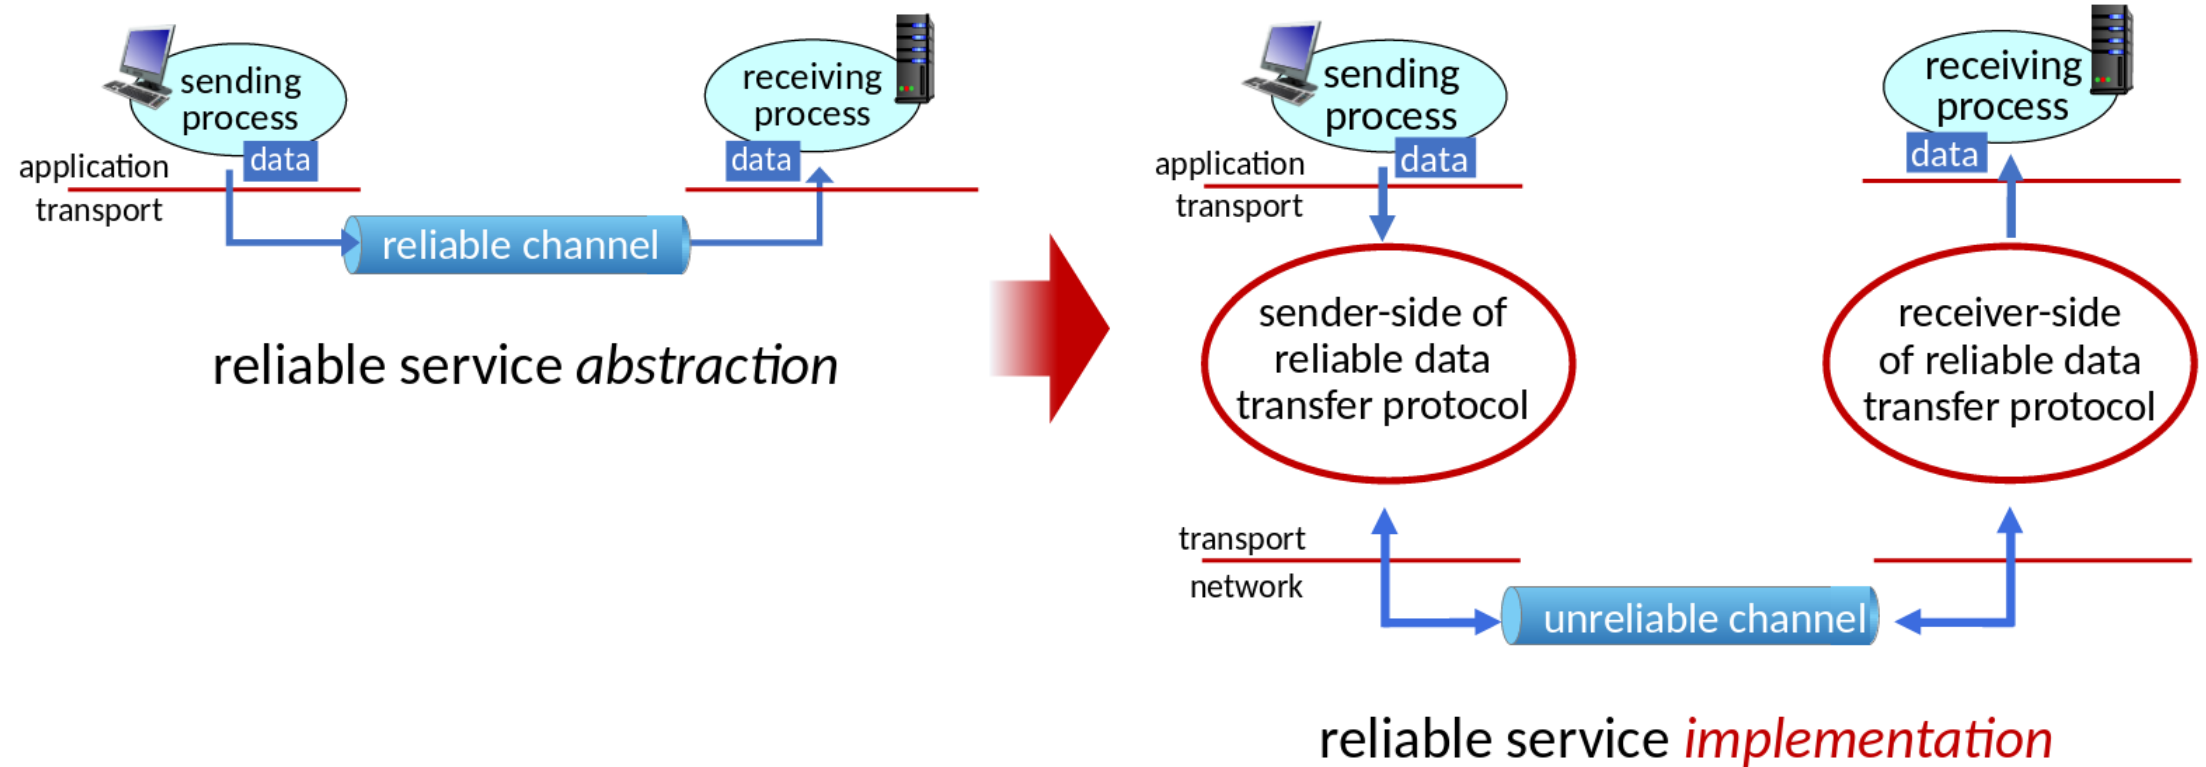 sending
process
data
application
transport
receiving
process
data
reliable channel
reliable service abstraction
sending
process
data
application
transport
receiving
process
data
sender-side of
reliable data
transfer protocol
receiver-side
of reliable data
transfer protocol
transport
network
unreliable channel
reliable service implementation